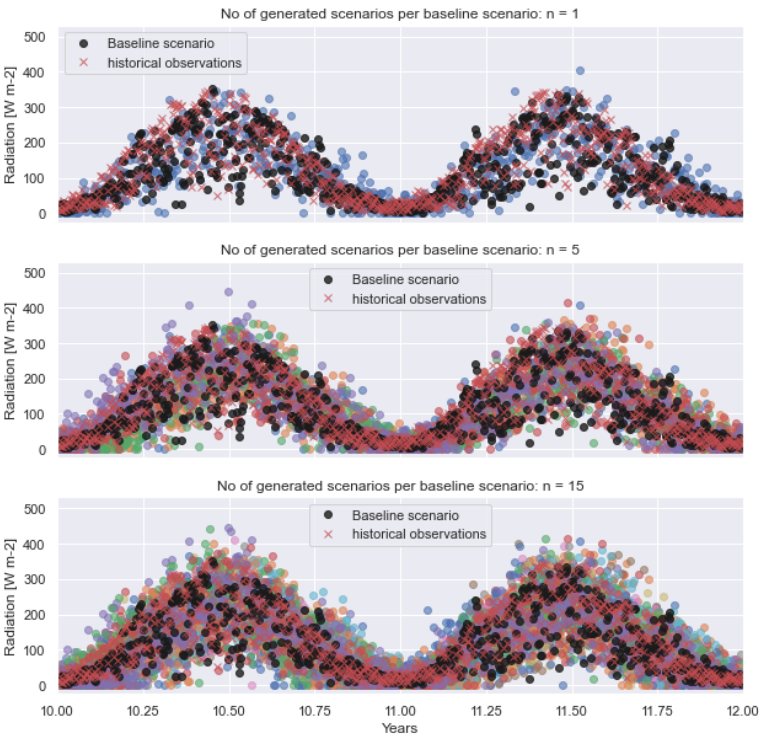 No of generated scenarios per baseline scenario: n = 1
500
400
300
200
100
0
Radiation [W m-2]
Baseline scenario
historical observations
No of generated scenarios per baseline scenario: n = 5
500
400
300
200
100
0
Radiation [W m-2]
Baseline scenario
historical observations
No of generated scenarios per baseline scenario: n = 15
500
400
300
200
100
0
Radiation [W m-2]
Baseline scenario
historical observations
10.00 10.25 10.50 10.75 11.00 11.25 11.50 11.75 12.00
Years